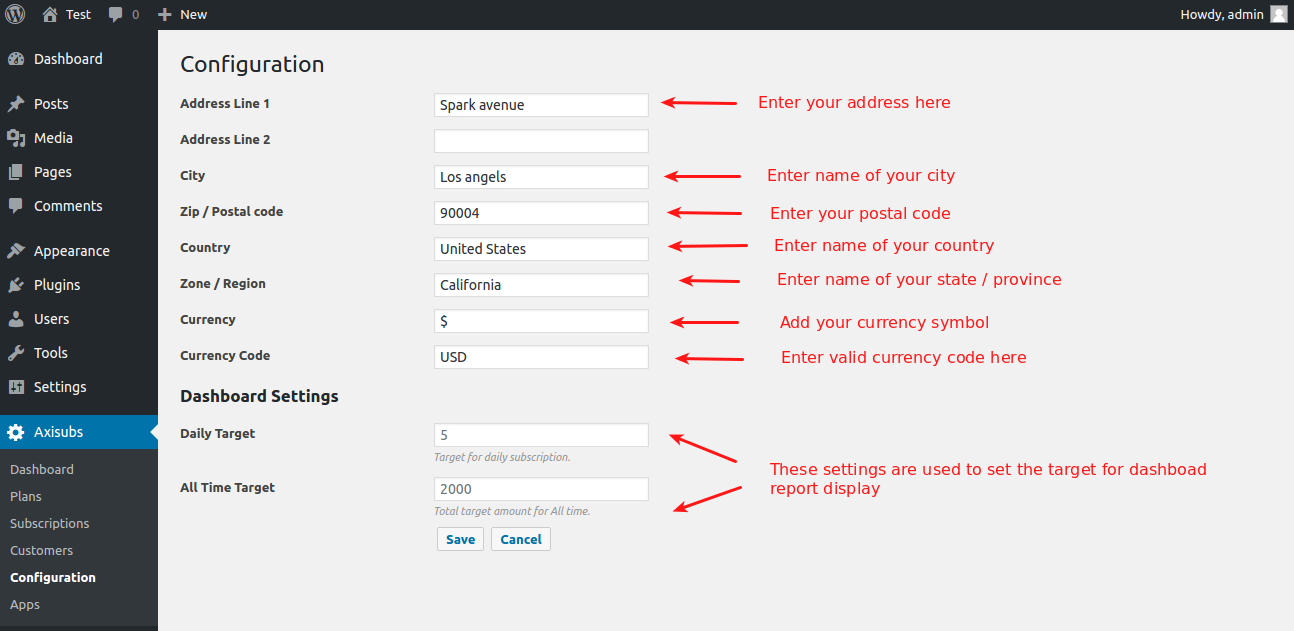 Test 0 New Howdy, admin
Dashboard
Posts
Media
Pages
Comments
Appearance
Plugins
Users
Tools
Settings
Axisubs
Dashboard
Plans
Subscriptions
Customers
Configuration
Apps
Configuration
Address Line 1 Spark avenue Enter your address here
Address Line 2
City Los angels Enter name of your city
Zip / Postal code 90004 Enter your postal code
Country United States Enter name of your country
Zone / Region California Enter name of your state / province
Currency $ Add your currency symbol
Currency Code USD Enter valid currency code here
Dashboard Settings
Daily Target 5
Target for daily subscription.
These settings are used to set the target for dashboad
report display
All Time Target 2000
Total target amount for All time.
Save Cancel